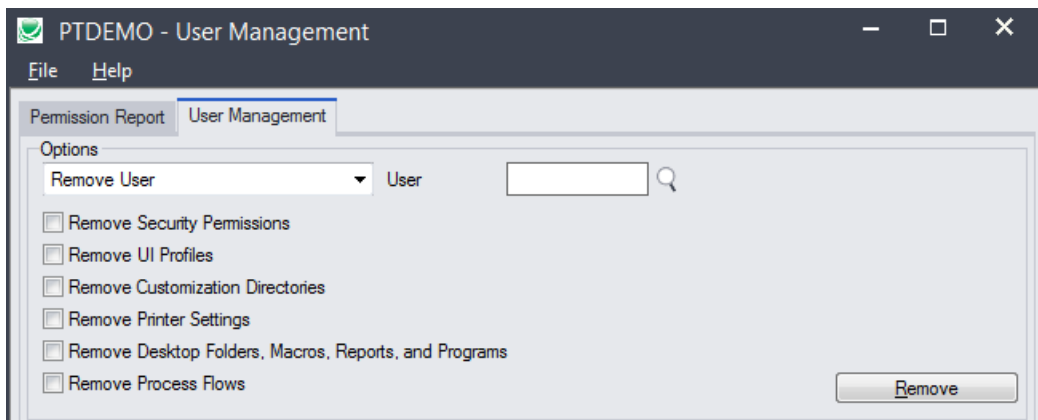 PTDEMO - User Management
File Help
Permission Report User Management
Options
Remove User User
Remove Security Permissions
Remove UI Profiles
Remove Customization Directories
Remove Printer Settings
Remove Desktop Folders, Macros, Reports, and Programs
Remove Process Flows
Remove